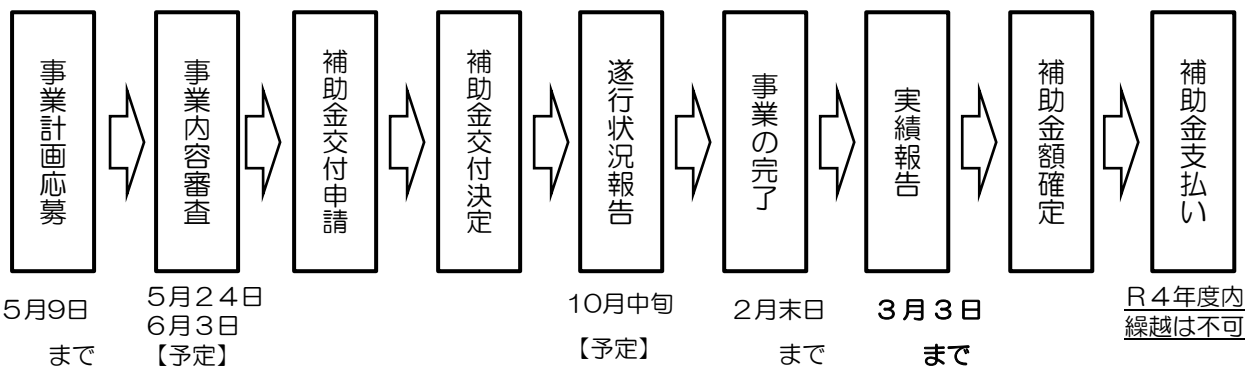 事業計画応募
事業内容審査
補助金交付申請
補助金交付決定
遂行状況報告
事業の完了
実績報告
補助金額確定
補助金支払い
5月9日
まで
５月２４日
６月３日
【予定】
10月中旬
【予定】
２月末日
まで
３月３日
まで
Ｒ４年度内
繰越は不可